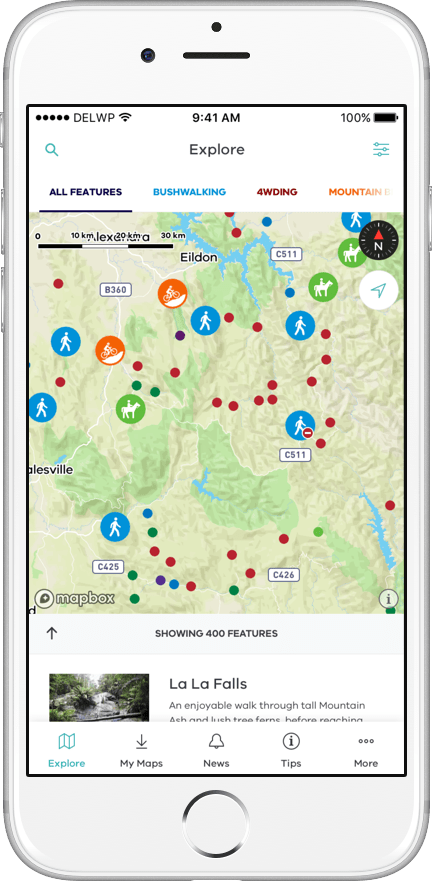 DELWP 9:41 AM 100%
Explore
ALL FEATURES BUSHWALKING 4WDING MOUNTAIN
0 10 km 20 km 30 km
Alexandra
N
Eildon
C511
B360
C511
alesville
C425
C426
mapbox
i
d
SHOWING 400 FEATURES
La La Falls
An enjoyable walk through tall Mountain
Ash and lush tree ferns, before reaching
Explore My Maps News Tips More